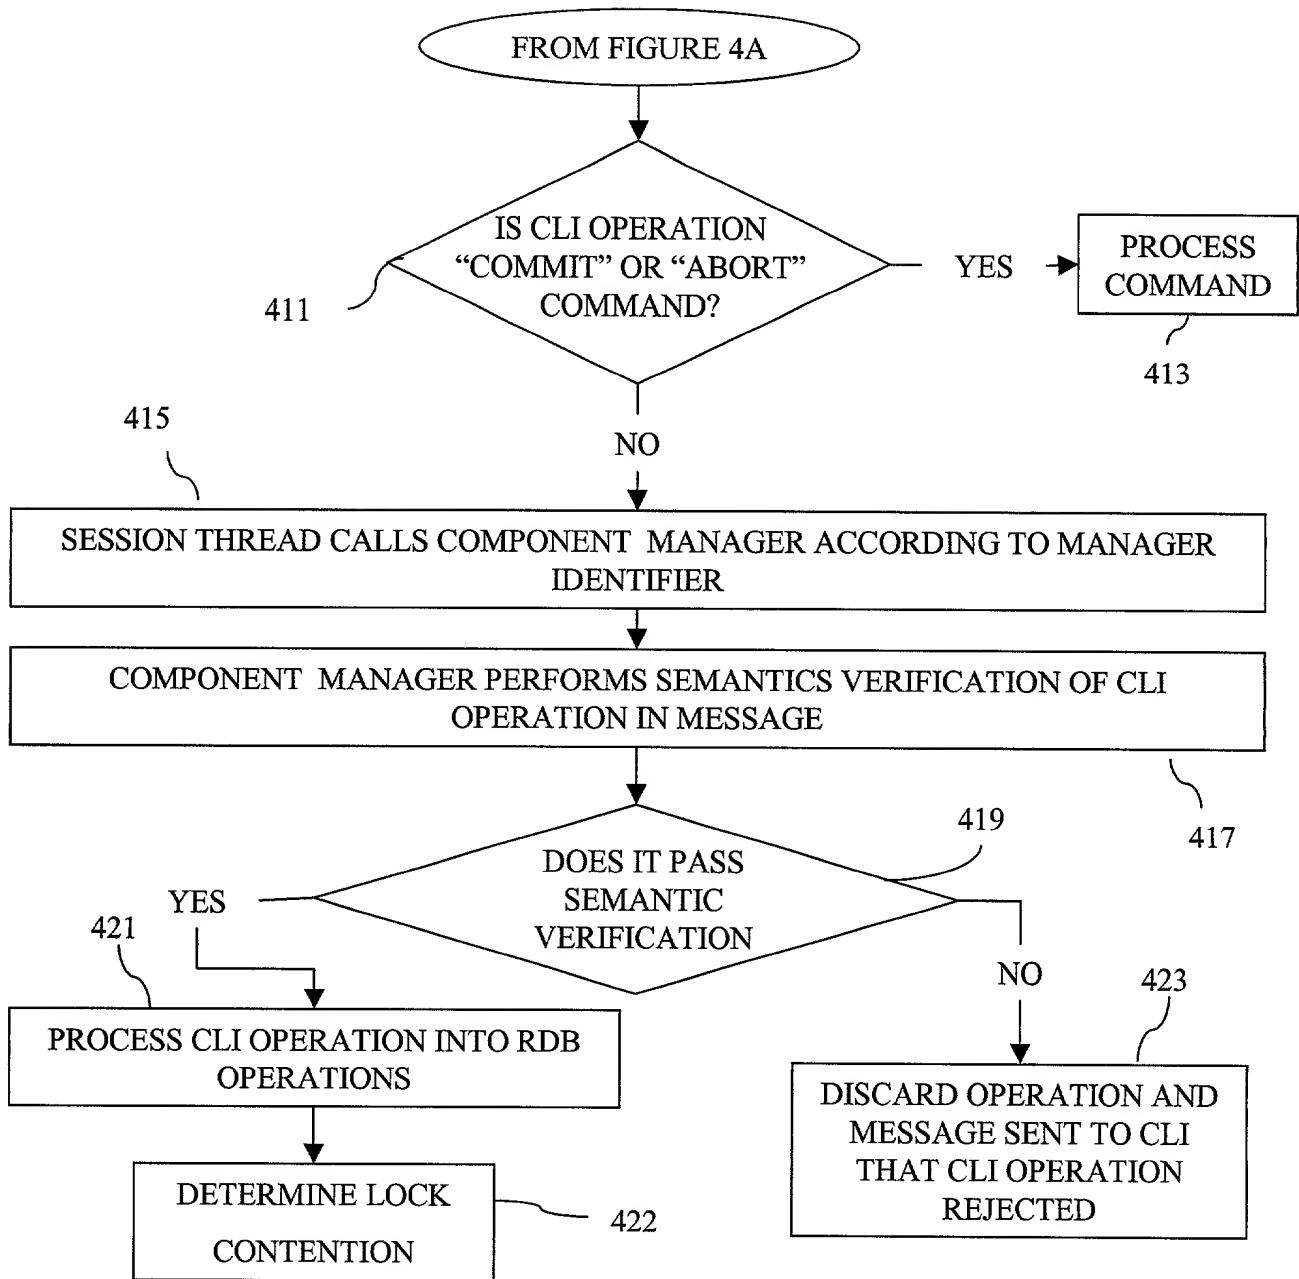 FROM FIGURE 4A
IS CLI OPERATION
“COMMIT” OR “ABORT”
COMMAND?
411
YES
PROCESS
COMMAND
413
NO
415
SESSION THREAD CALLS COMPONENT MANAGER ACCORDING TO MANAGER
IDENTIFIER
COMPONENT MANAGER PERFORMS SEMANTICS VERIFICATION OF CLI
OPERATION IN MESSAGE
417
419
DOES IT PASS
SEMANTIC
VERIFICATION
YES
421
PROCESS CLI OPERATION INTO RDB
OPERATIONS
NO
423
DISCARD OPERATION AND
MESSAGE SENT TO CLI
THAT CLI OPERATION
REJECTED
DETERMINE LOCK
CONTENTION
422